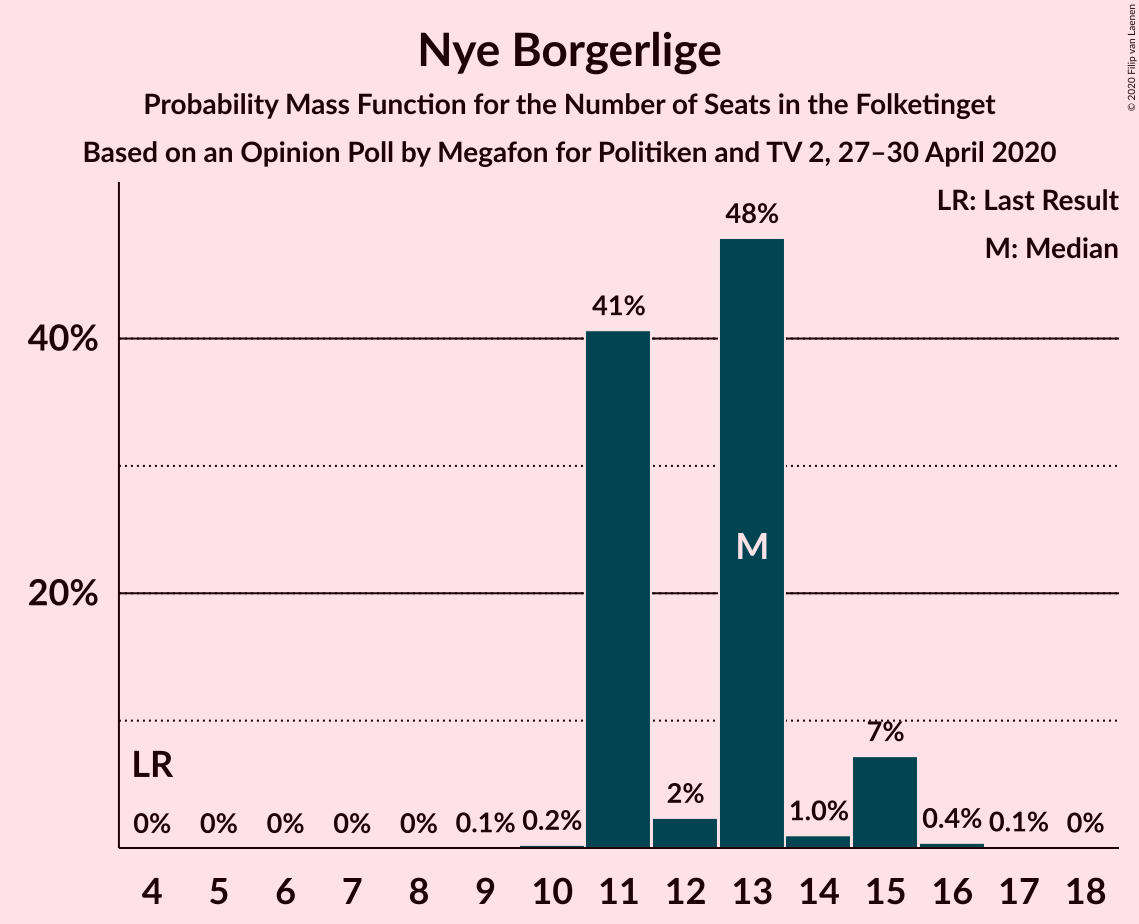 Nye Borgerlige
Probability Mass Function for the Number of Seats in the Folketinget
Based on an Opinion Poll by Megafon for Politiken and TV 2, 27–30 April 2020
© 2020 Filip van Laenen
LR: Last Result
M: Median
48%
41%
40%
M
20%
7%
LR
2%
0% 0% 0% 0% 0% 0.1% 0.2% 1.0% 0.4% 0.1% 0%
4 5 6 7 8 9 10 11 12 13 14 15 16 17 18